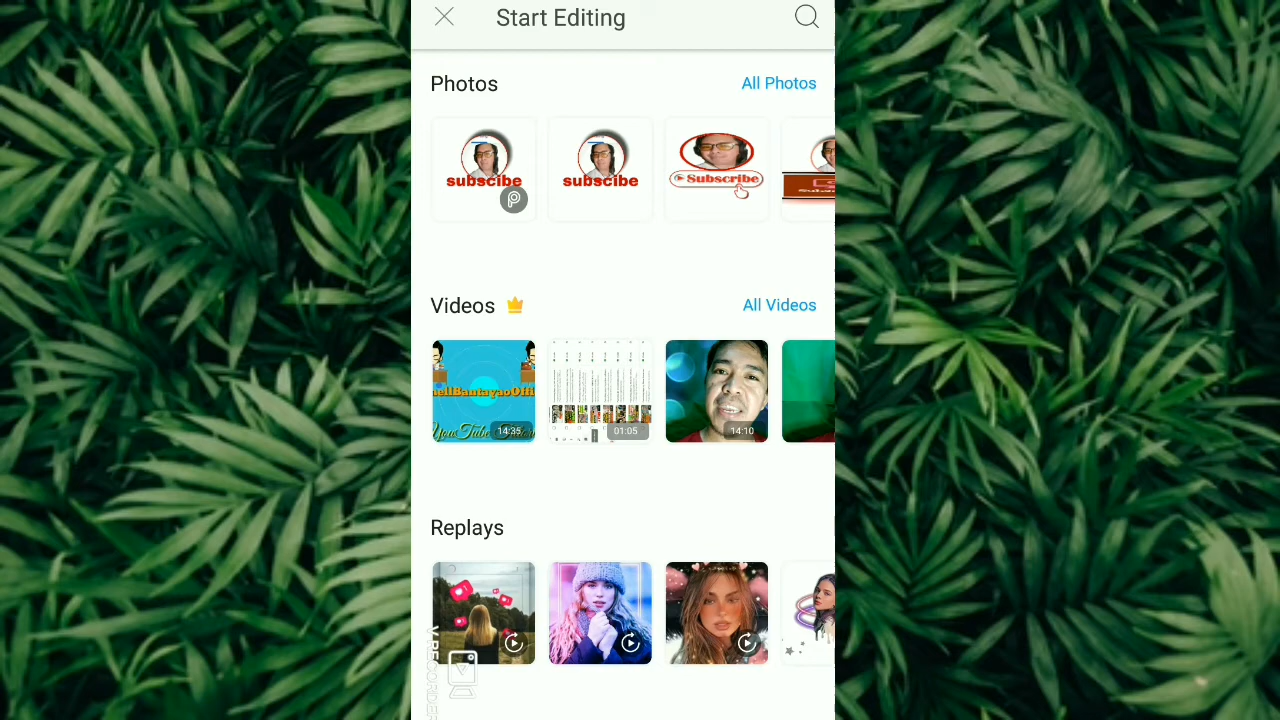 Start Editing
Photos
All Photos
subscibe
subscibe
Subscribe
Videos
All Videos
14:35
01:05
14:10
Replays